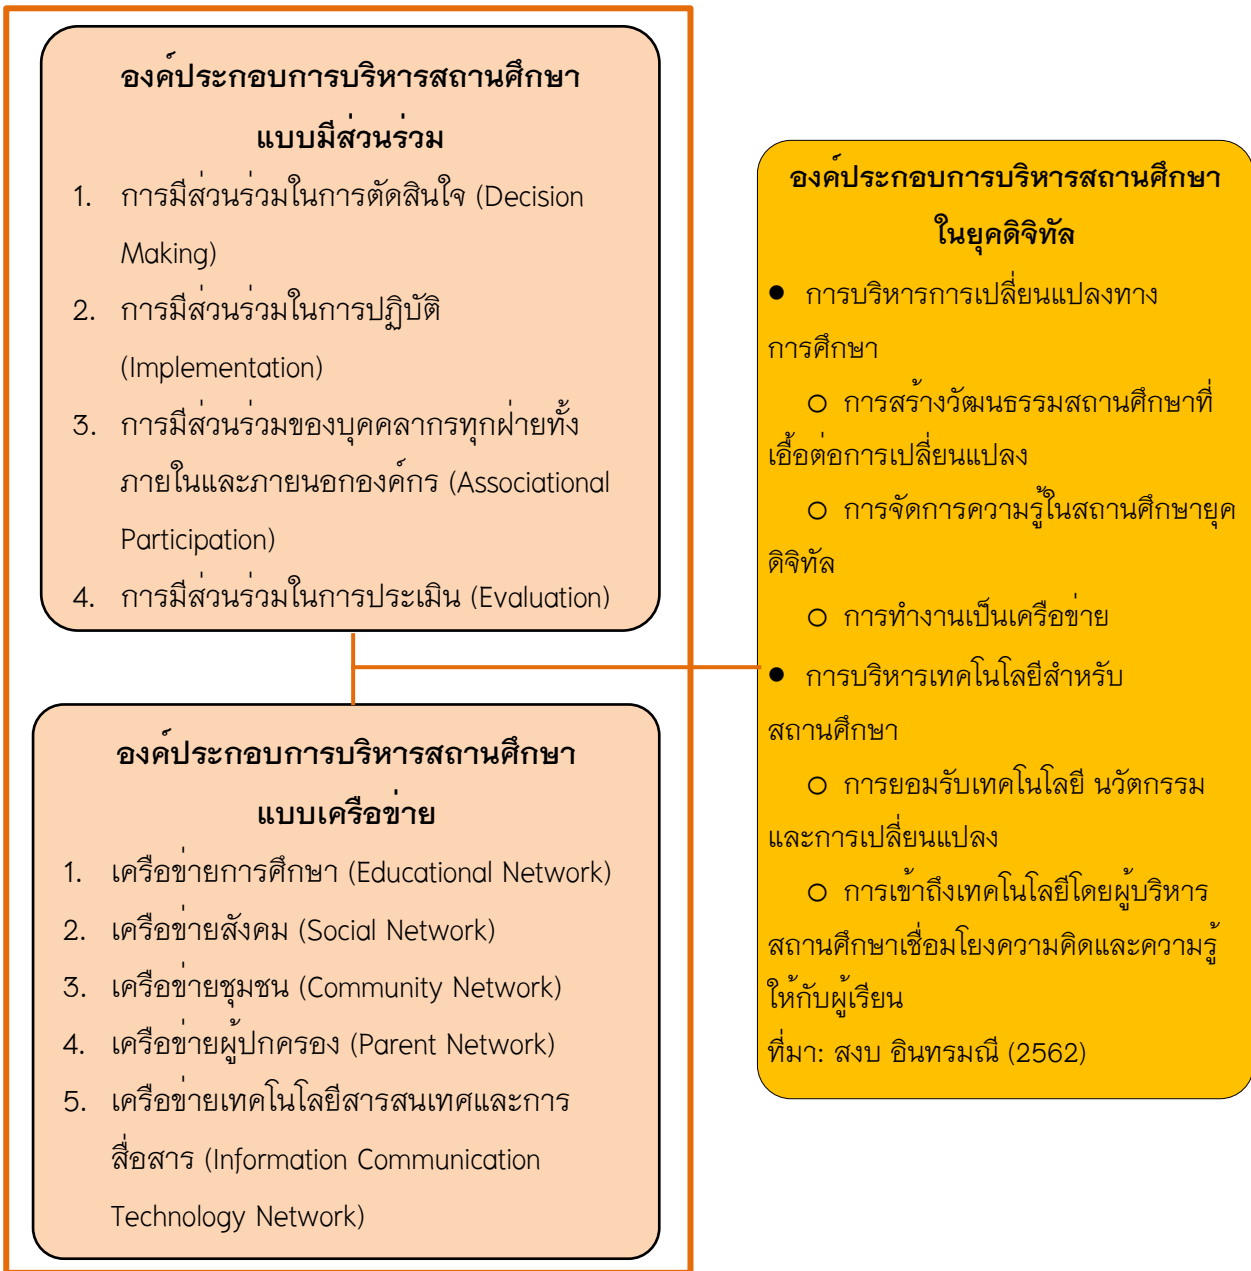 องค์ประกอบการบริหารสถานศึกษา
แบบมีส่วนร่วม
1. การมีส่วนร่วมในการตัดสินใจ (Decision
Making)
2. การมีส่วนร่วมในการปฏิบัติ
(Implementation)
3. การมีส่วนร่วมของบุคคลากรทุกฝ่ายทั้ง
ภายในและภายนอกองค์กร (Associational
Participation)
4. การมีส่วนร่วมในการประเมิน (Evaluation)
องค์ประกอบการบริหารสถานศึกษา
แบบเครือข่าย
1. เครือข่ายการศึกษา (Educational Network)
2. เครือข่ายสังคม (Social Network)
3. เครือข่ายชุมชน (Community Network)
4. เครือข่ายผู้ปกครอง (Parent Network)
5. เครือข่ายเทคโนโลยีสารสนเทศและการ
สื่อสาร (Information Communication
Technology Network)
องค์ประกอบการบริหารสถานศึกษา
ในยุคดิจิทัล
● การบริหารการเปลี่ยนแปลงทาง
การศึกษา
○ การสร้างวัฒนธรรมสถานศึกษาที่
เอื้อต่อการเปลี่ยนแปลง
○ การจัดการความรู้ในสถานศึกษายุค
ดิจิทัล
○ การทำงานเป็นเครือข่าย
● การบริหารเทคโนโลยีสำหรับ
สถานศึกษา
○ การยอมรับเทคโนโลยี นวัตกรรม
และการเปลี่ยนแปลง
○ การเข้าถึงเทคโนโลยีโดยผู้บริหาร
สถานศึกษาเชื่อมโยงความคิดและความรู้
ให้กับผู้เรียน
ที่มา: สงบ อินทรมณี (2562)